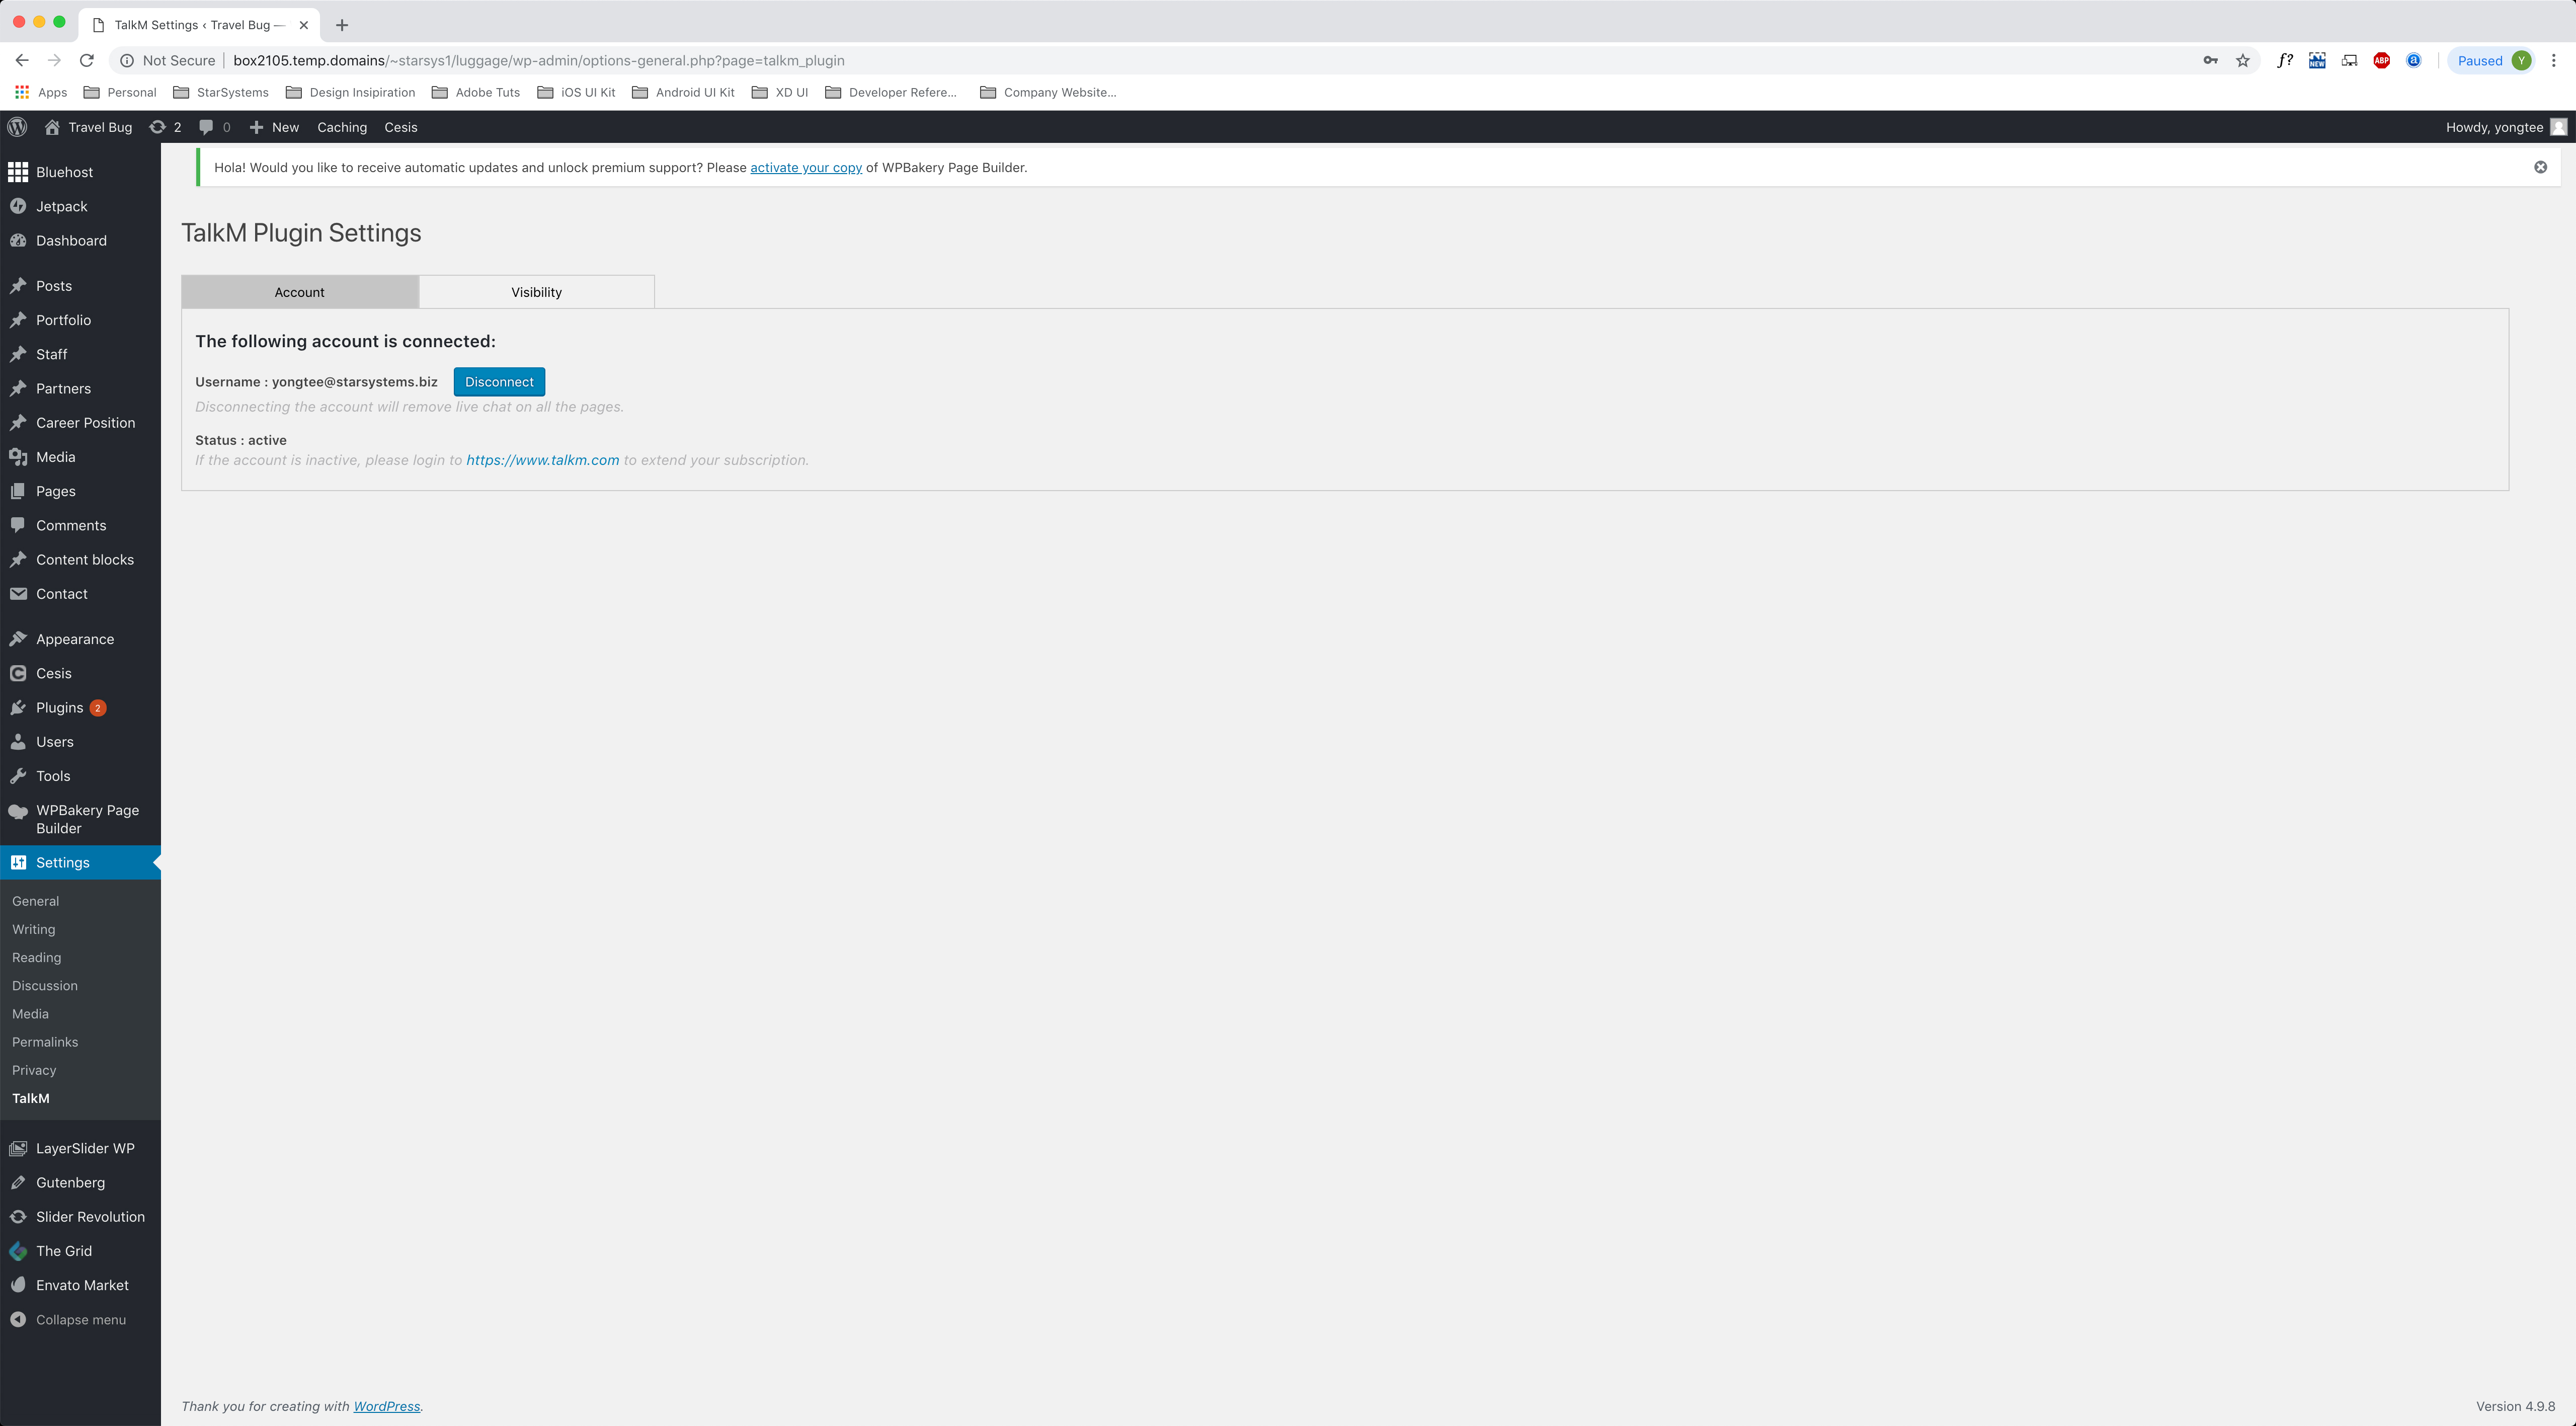 TalkM Settings ‹ Travel Bug —
Not Secure box2105.temp.domains/~starsys1/luggage/wp-admin/options-general.php?page=talkm_plugin
f? NEW ABP a Paused Y
Apps Personal StarSystems Design Insipiration Adobe Tuts iOS UI Kit Android UI Kit XD UI Developer Refere... Company Website...
Travel Bug 2 0 New Caching Cesis Howdy, yongtee
Hola! Would you like to receive automatic updates and unlock premium support? Please activate your copy of WPBakery Page Builder.
Bluehost
Jetpack
Dashboard
Posts
Portfolio
Staff
Partners
Career Position
Media
Pages
Comments
Content blocks
Contact
Appearance
Cesis
Plugins 2
Users
Tools
WPBakery Page
Builder
Settings
General
Writing
Reading
Discussion
Media
Permalinks
Privacy
TalkM
LayerSlider WP
Gutenberg
Slider Revolution
The Grid
Envato Market
Collapse menu
TalkM Plugin Settings
Account Visibility
The following account is connected:
Username : yongtee@starsystems.biz Disconnect
Disconnecting the account will remove live chat on all the pages.
Status : active
If the account is inactive, please login to https://www.talkm.com to extend your subscription.
Thank you for creating with WordPress. Version 4.9.8